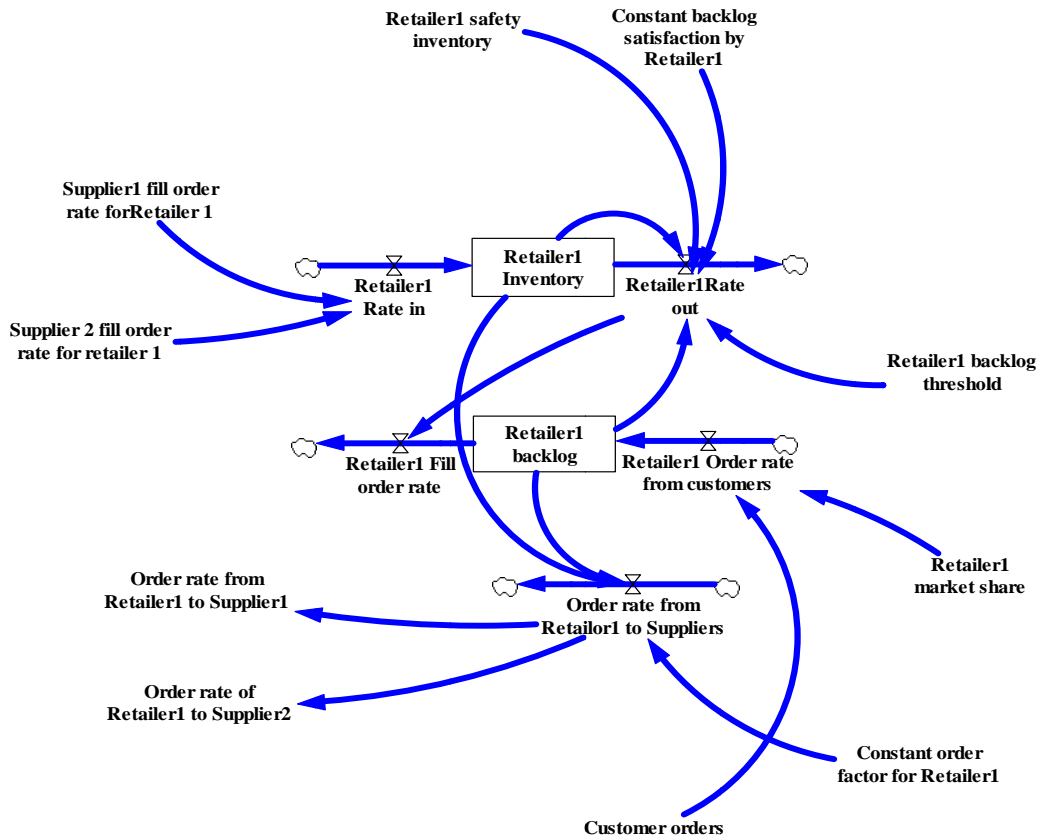 Retailer1 safety
inventory
Constant backlog
satisfaction by
Retailer1
Supplier1 fill order
rate forRetailer 1
Retailer1
Inventory
Retailer1
Rate in
Retailer1Rate
out
Supplier 2 fill order
rate for retailer 1
Retailer1 backlog
threshold
Retailer1
backlog
Retailer1 Fill
order rate
Retailer1 Order rate
from customers
Retailer1
market share
Order rate from
Retailer1 to Supplier1
Order rate from
Retailor1 to Suppliers
Order rate of
Retailer1 to Supplier2
Constant order
factor for Retailer1
Customer orders